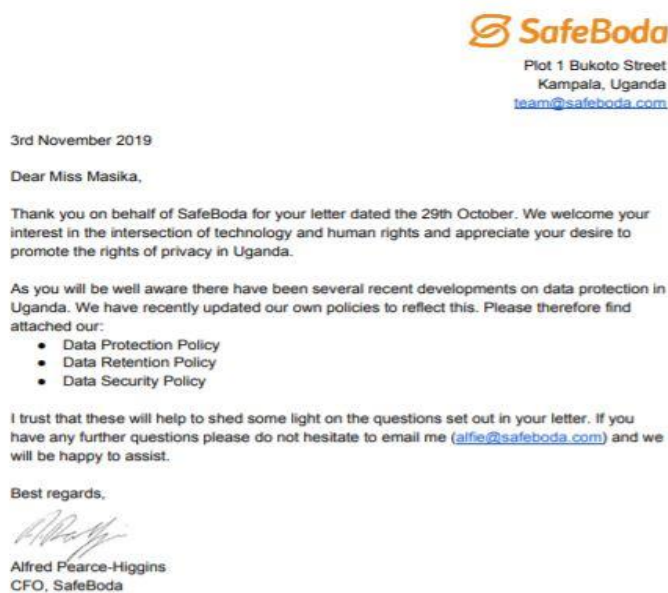 SafeBoda
Plot 1 Bukoto Street
Kampala, Uganda
team@safeboda.com
3rd November 2019
Dear Miss Masika,
Thank you on behalf of SafeBoda for your letter dated the 29th October. We welcome your
interest in the intersection of technology and human rights and appreciate your desire to
promote the rights of privacy in Uganda.
As you will be well aware there have been several recent developments on data protection in
Uganda. We have recently updated our own policies to reflect this. Please therefore find
attached our:
● Data Protection Policy
● Data Retention Policy
● Data Security Policy
I trust that these will help to shed some light on the questions set out in your letter. If you
have any further questions please do not hesitate to email me (alfie@safeboda.com) and we
will be happy to assist.
Best regards,
Alfred Pearce-Higgins
CFO, SafeBoda